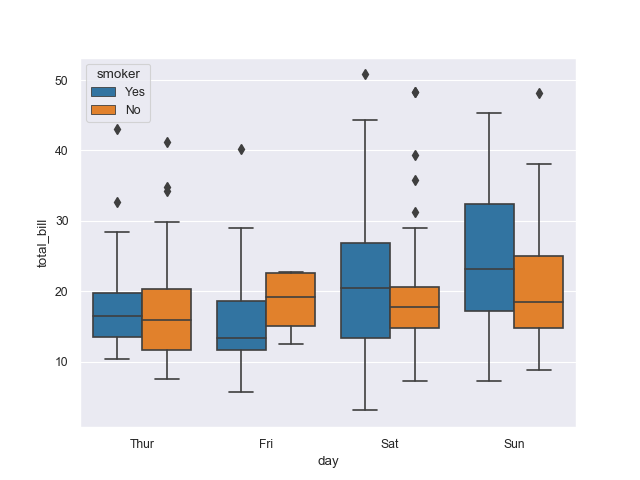 smoker
Yes
No
50
40
30
20
10
total_bill
Thur Fri Sat Sun
day